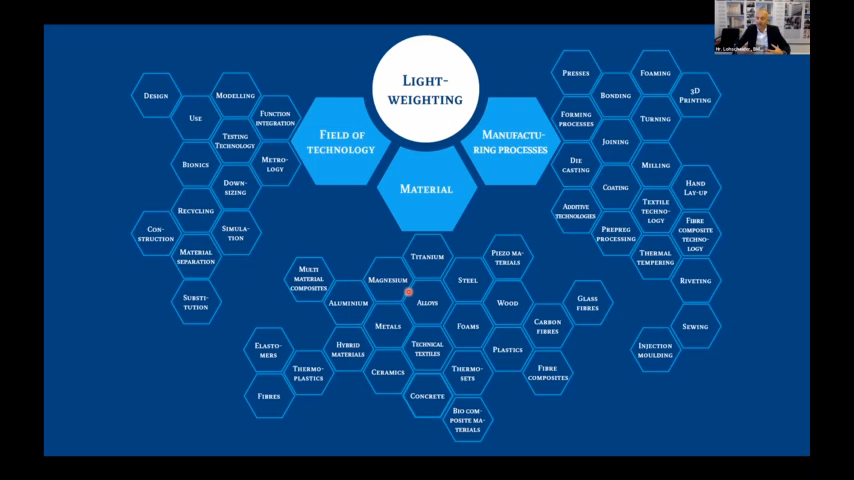 Hr. Lohscheider, BM
LIGHT-
WEIGHTING
FIELD OF
TECHNOLOGY
MANUFACTU-
RING PROCESSES
MATERIAL
DESIGN
USE
MODELLING
FUNCTION
INTEGRATION
TESTING
TECHNOLOGY
BIONICS
METRO-
LOGY
DOWN-
SIZING
RECYCLING
CON-
STRUCTION
SIMULA-
TION
MATERIAL
SEPARATION
SUBSTI-
TUTION
PRESSES
FOAMING
BONDING
3D
PRINTING
FORMING
PROCESSES
TURNING
JOINING
DIE
CASTING
MILLING
COATING
HAND
LAY-UP
ADDITIVE
TECHNOLOGIES
TEXTILE
TECHNO-
LOGY
PREPREG
PROCESSING
FIBRE
COMPOSITE
TECHNO-
LOGY
THERMAL
TEMPERING
RIVETING
SEWING
INJECTION
MOULDING
TITANIUM
PIEZO MA-
TERIALS
MULTI
MATERIAL
COMPOSITES
MAGNESIUM
STEEL
ALUMINIUM
ALLOYS
WOOD
GLASS
FIBRES
METALS
FOAMS
CARBON
FIBRES
ELASTO-
MERS
HYBRID
MATERIALS
TECHNICAL
TEXTILES
PLASTICS
THERMO-
PLASTICS
CERAMICS
THERMO-
SETS
FIBRE
COMPOSITES
FIBRES
CONCRETE
BIO COM-
POSITE MA-
TERIALS